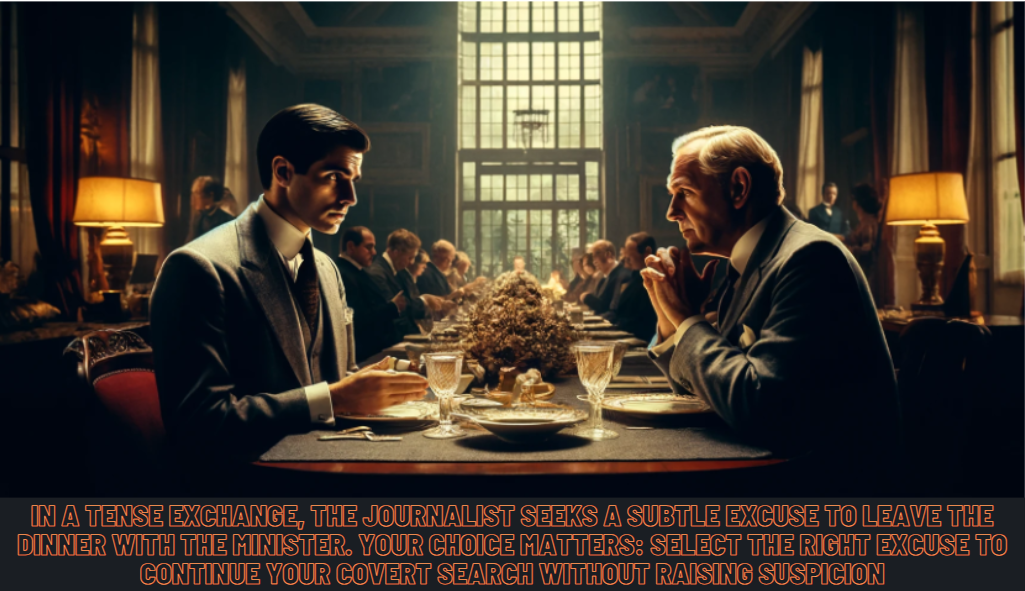 IN A TENSE EXCHANGE, THE JOURNALIST SEEKS A SUBTLE EXCUSE TO LEAVE THE
DINNER WITH THE MINISTER. YOUR CHOICE MATTERS: SELECT THE RIGHT EXCUSE TO
CONTINUE YOUR COVERT SEARCH WITHOUT RAISING SUSPICION